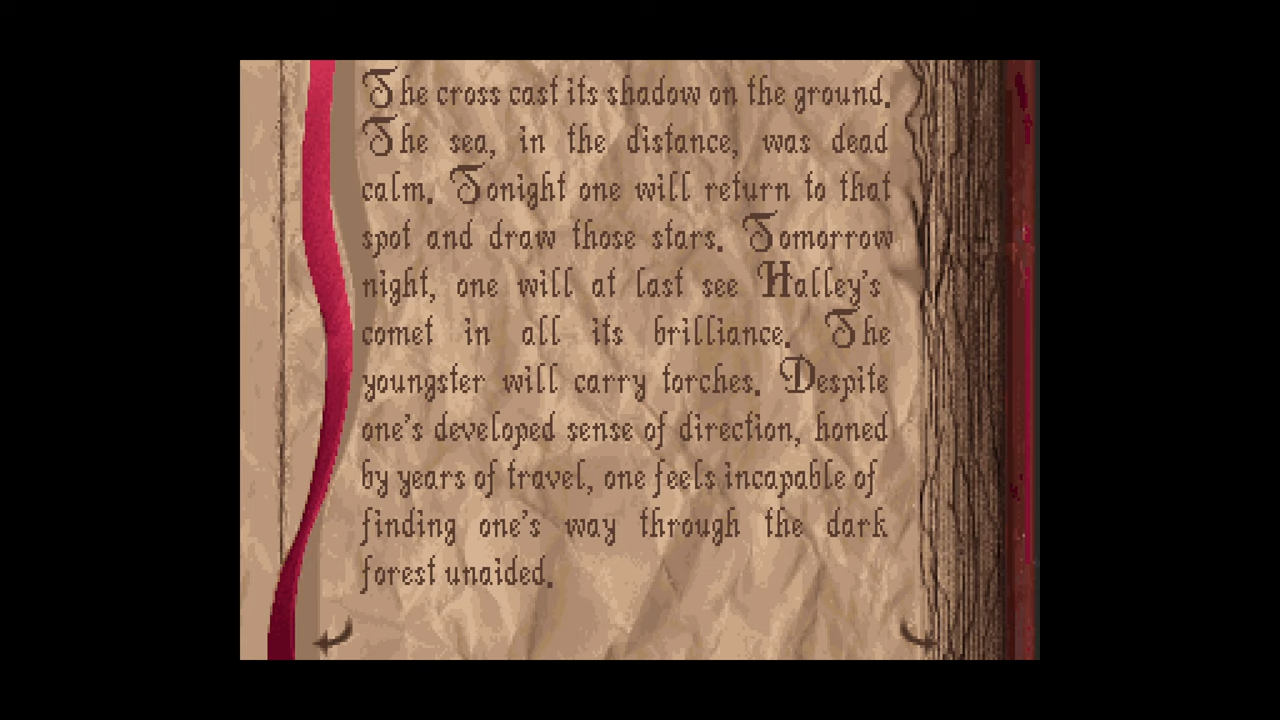 The cross cast its shadow on the ground.
The sea, in the distance, was dead
calm. Tonight one will return to that
spot and draw those stars. Tomorrow
night, one will at last see Halley's
comet in all its brilliance. The
youngster will carry torches. Despite
one's developed sense of direction, honed
by years of travel, one feels incapable of
finding one's way through the dark
forest unaided.